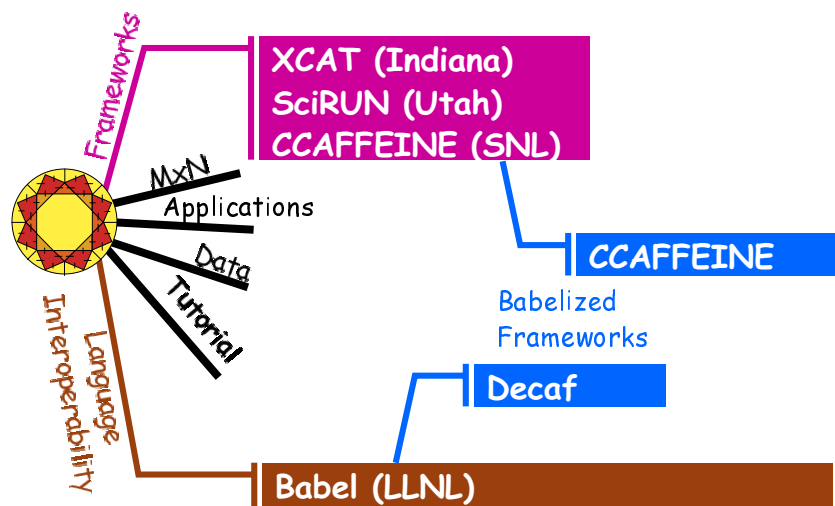 Frameworks
XCAT (Indiana)
SciRUN (Utah)
CCAFFEINE (SNL)
MxN
Applications
Data
Tutorial
CCAFFEINE
Babelized
Frameworks
Decaf
Language
Interoperability
Babel (LLNL)